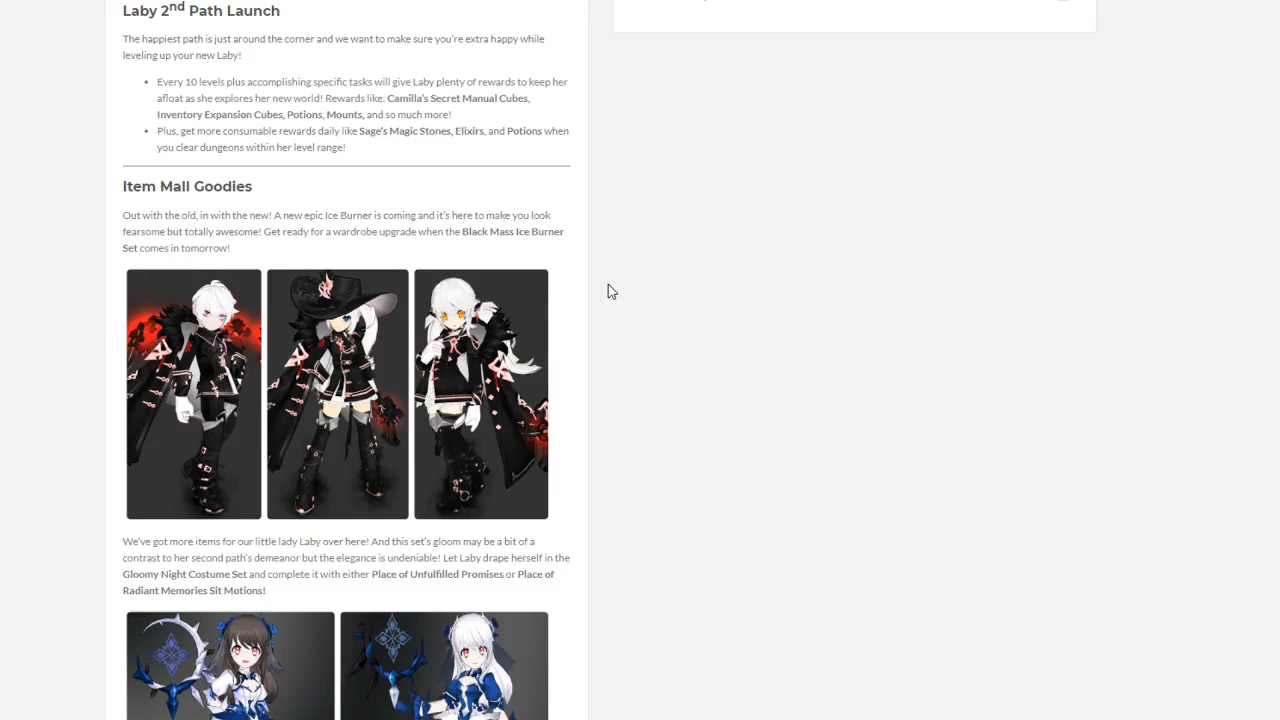 Laby 2nd Path Launch
The happiest path is just around the corner and we want to make sure you're extra happy while
leveling up your new Laby!
• Every 10 levels plus accomplishing specific tasks will give Laby plenty of rewards to keep her
afloat as she explores her new world! Rewards like: Camilla's Secret Manual Cubes,
Inventory Expansion Cubes, Potions, Mounts, and so much more!
• Plus, get more consumable rewards daily like Sage's Magic Stones, Elixirs, and Potions when
you clear dungeons within her level range!
Item Mall Goodies
Out with the old, in with the new! A new epic Ice Burner is coming and it's here to make you look
fearsome but totally awesome! Get ready for a wardrobe upgrade when the Black Mass Ice Burner
Set comes in tomorrow!
We've got more items for our little lady Laby over here! And this set's gloom may be a bit of a
contrast to her second path's demeanor but the elegance is undeniable! Let Laby drape herself in the
Gloomy Night Costume Set and complete it with either Place of Unfulfilled Promises or Place of
Radiant Memories Sit Motions!